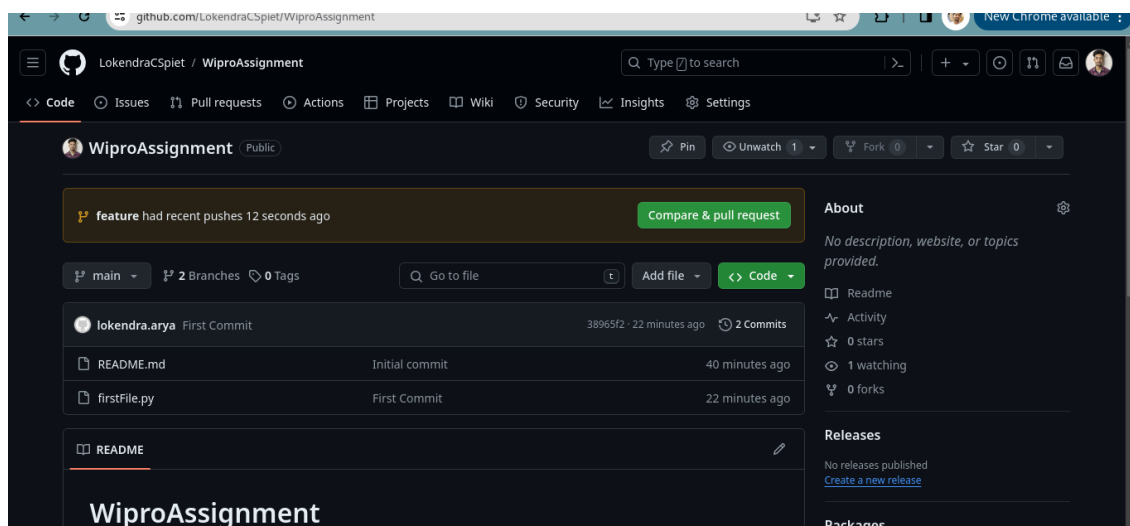 github.com/LokendraCSpiet/WiproAssignment
New Chrome available
LokendraCSpiet / WiproAssignment
Type / to search
Code Issues Pull requests Actions Projects Wiki Security Insights Settings
WiproAssignment Public
Pin Unwatch 1 Fork 0 Star 0
feature had recent pushes 12 seconds ago
Compare & pull request
main 2 Branches 0 Tags
Go to file t Add file <> Code
lokendra.arya First Commit 38965f2 · 22 minutes ago 2 Commits
README.md Initial commit 40 minutes ago
firstFile.py First Commit 22 minutes ago
README
WiproAssignment
About
No description, website, or topics
provided.
Readme
Activity
0 stars
1 watching
0 forks
Releases
No releases published
Create a new release
Packages